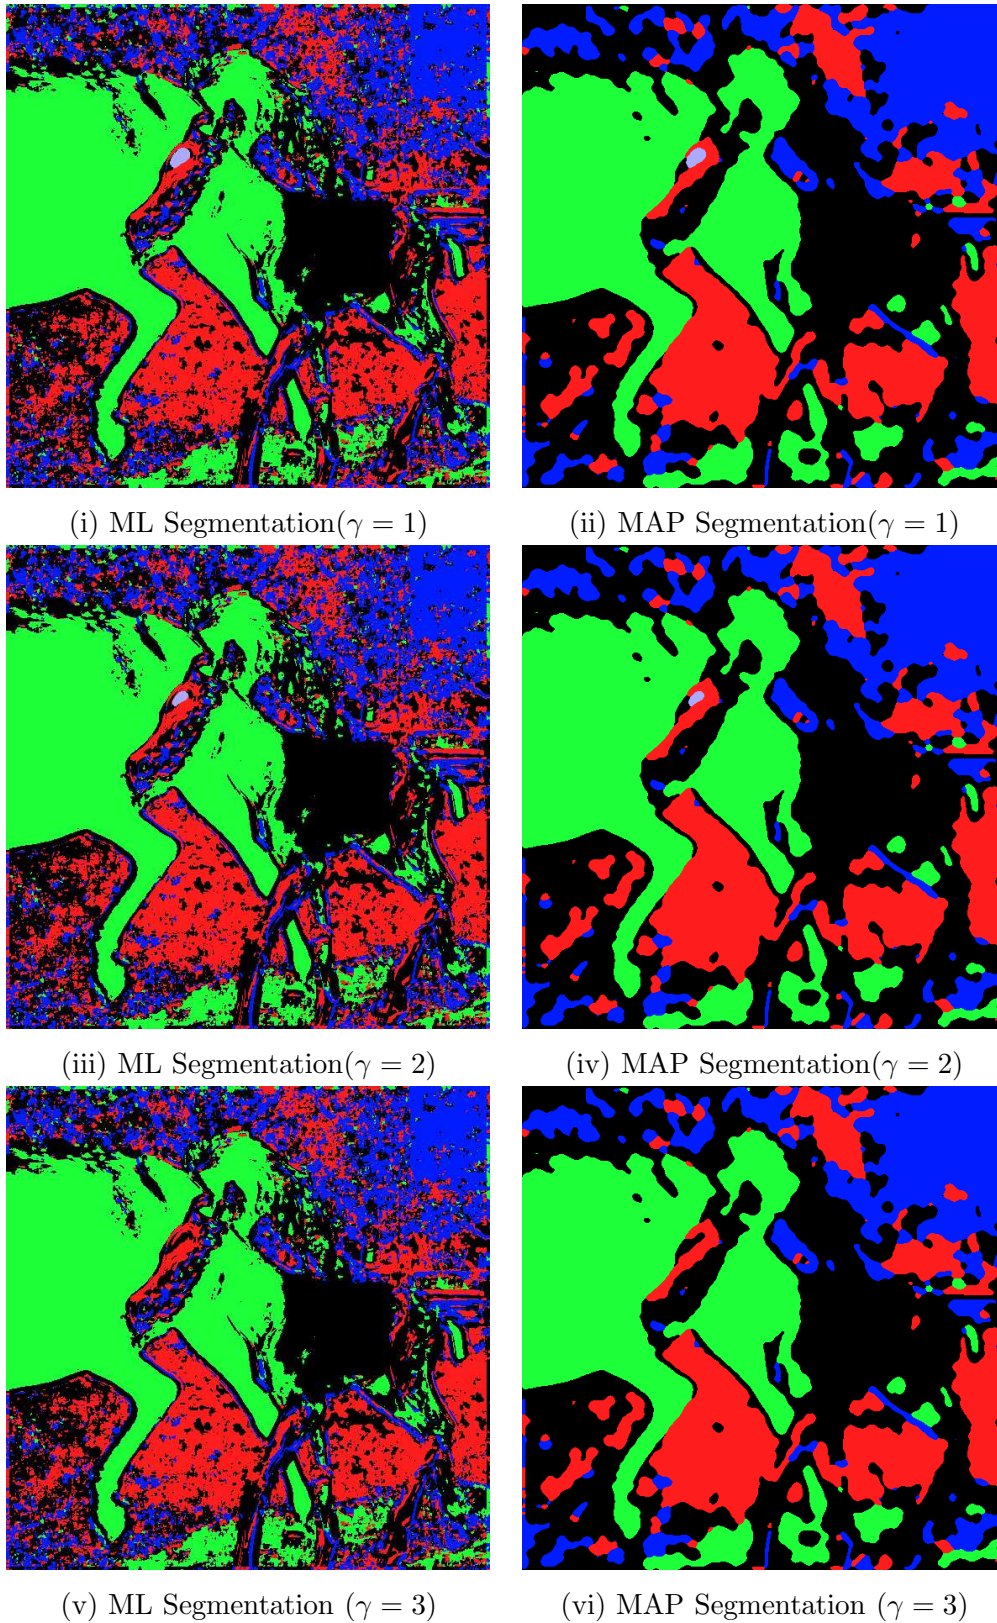 (i) ML Segmentation(γ = 1)
(ii) MAP Segmentation(γ = 1)
(iii) ML Segmentation(γ = 2)
(iv) MAP Segmentation(γ = 2)
(v) ML Segmentation (γ = 3)
(vi) MAP Segmentation (γ = 3)